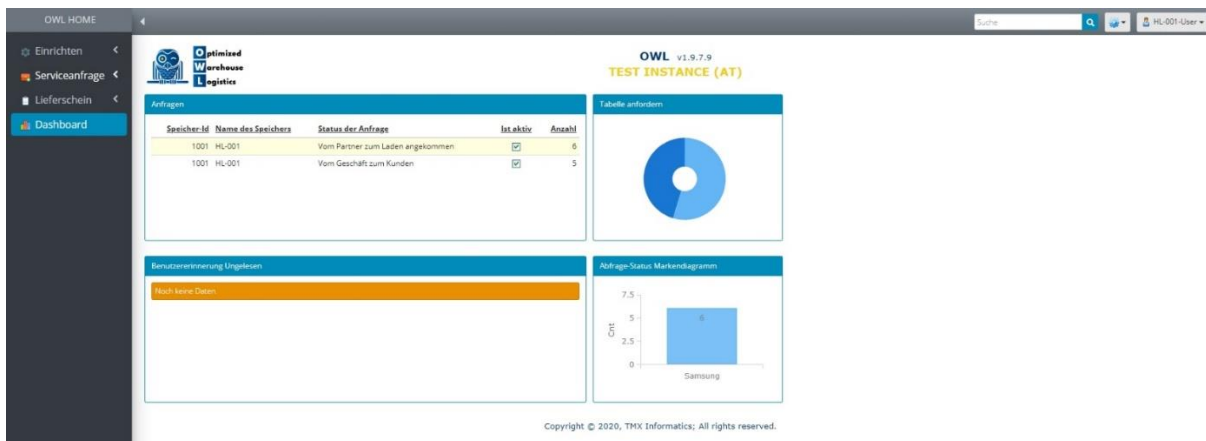 OWL HOME
Suche
HL-001-User
Einrichten
Serviceanfrage
Lieferschein
Dashboard
Optimized
Warehouse
Logistics
OWL v1.9.7.9
TEST INSTANCE (AT)
Anfragen
Speicher-Id Name des Speichers Status der Anfrage Ist aktiv Anzahl
1001 HL-001 Vom Partner zum Laden angekommen 6
1001 HL-001 Vom Geschäft zum Kunden 5
Tabelle anfordern
Benutzererinnerung Ungelesen
Noch keine Daten
Abfrage-Status Markendiagramm
7.5
5
2.5
0
Cnt
6
Samsung
Copyright © 2020, TMX Informatics; All rights reserved.